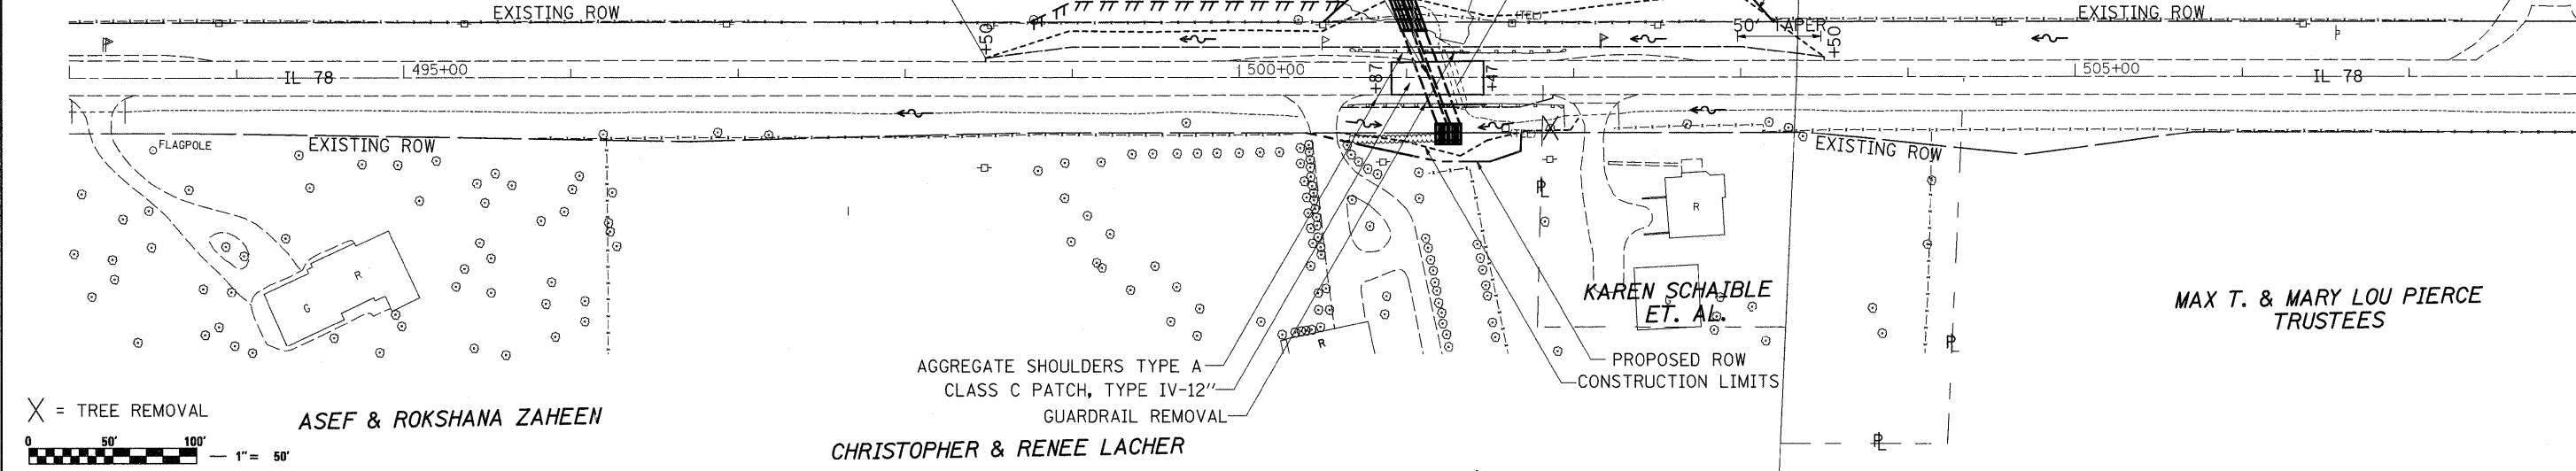 EXISTING ROW
EXISTING ROW
+50
50' TAPER
+50
IL 78
495+00
500+00
+87
+47
505+00
IL 78
FLAGPOLE
EXISTING ROW
EXISTING ROW
PL
R
R
G
KAREN SCHAIBLE
ET. AL.
MAX T. & MARY LOU PIERCE
TRUSTEES
R
PL
AGGREGATE SHOULDERS TYPE A
PROPOSED ROW
CLASS C PATCH, TYPE IV-12"
CONSTRUCTION LIMITS
GUARDRAIL REMOVAL
X = TREE REMOVAL
ASEF & ROKSHANA ZAHEEN
CHRISTOPHER & RENEE LACHER
PL
0 50' 100'
1" = 50'